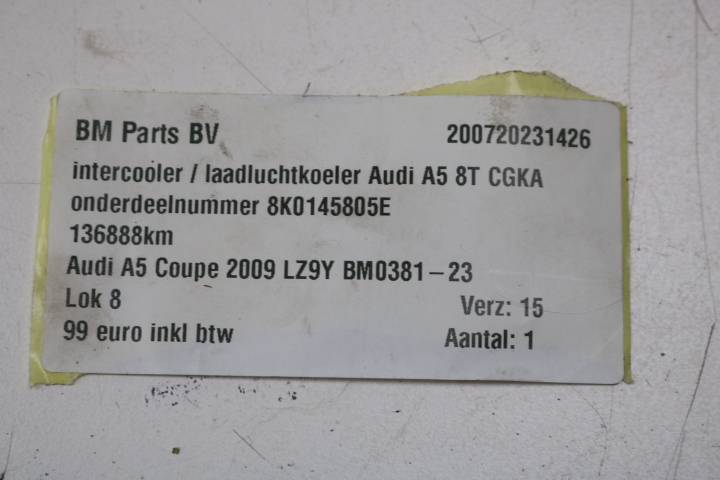 BM Parts BV 200720231426
intercooler / laadluchtkoeler Audi A5 8T CGKA
onderdeelnummer 8K0145805E
136888km
Audi A5 Coupe 2009 LZ9Y BM0381-23
Lok 8 Verz: 15
99 euro inkl btw Aantal: 1